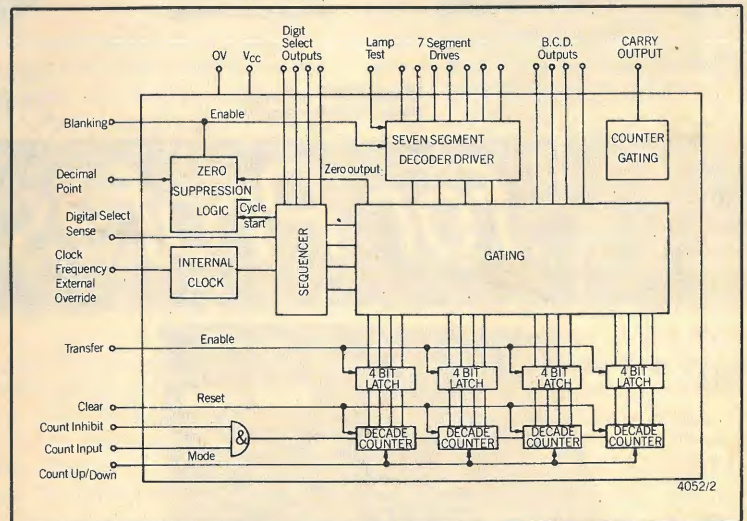 OV
VCC
Digit
Select
Outputs
Lamp
Test
7 Segment
Drives
B.C.D.
Outputs
CARRY
OUTPUT
Blanking
Enable
SEVEN SEGMENT
DECODER DRIVER
COUNTER
GATING
Decimal
Point
ZERO
SUPPRESSION
LOGIC
Zero output
Cycle
start
Digital Select
Sense
SEQUENCER
GATING
Clock
Frequency
External
Override
INTERNAL
CLOCK
Transfer
Enable
4 BIT
LATCH
4 BIT
LATCH
4 BIT
LATCH
4 BIT
LATCH
Clear
Reset
Count Inhibit
&
Count Input
DECADE
COUNTER
DECADE
COUNTER
DECADE
COUNTER
DECADE
COUNTER
Mode
Count Up/Down
4052/2